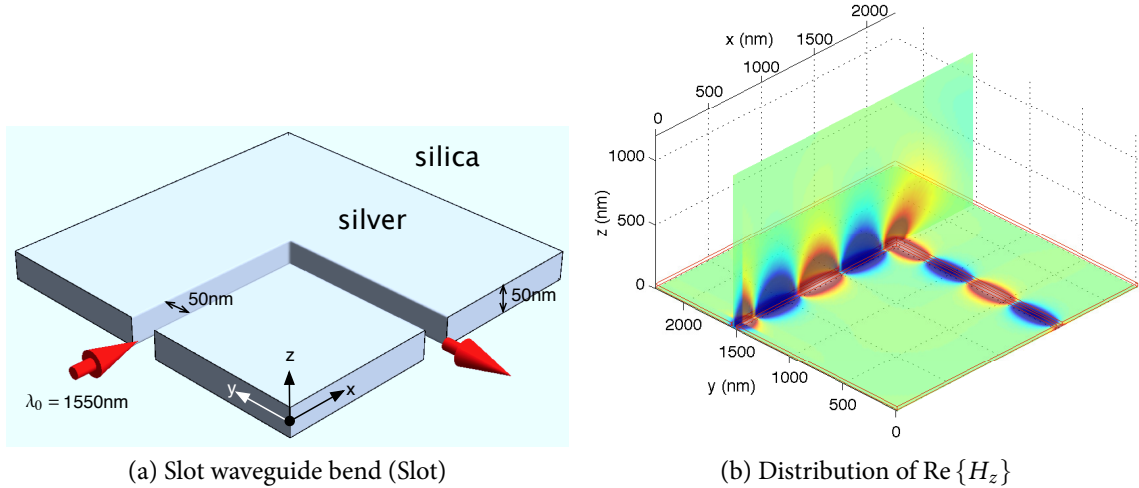 silica
silver
50nm
50nm
z
y
x
λ₀ = 1550nm
(a) Slot waveguide bend (Slot)
2000
x (nm)
1500
1000
500
0
1000
z (nm)
500
0
2000
1500
y (nm)
1000
500
0
(b) Distribution of Re {H_z}